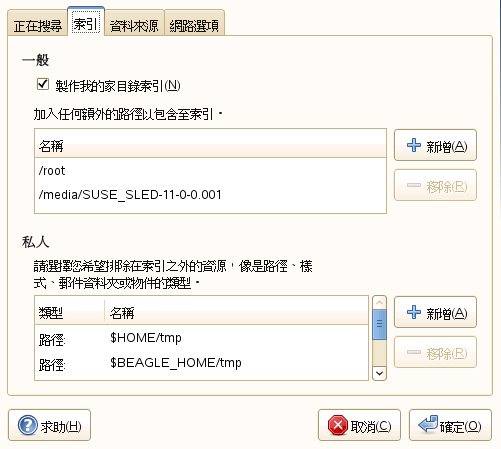 正在搜尋 索引 資料來源 網路選項
一般
製作我的家目錄索引(N)
加入任何額外的路徑以包含至索引。
名稱
新增(A)
/root
移除(R)
/media/SUSE_SLED-11-0-0.001
私人
請選擇您希望排除在索引之外的資源，像是路徑、樣
式、郵件資料夾或物件的類型。
類型 名稱
新增(A)
路徑: $HOME/tmp
移除(R)
路徑: $BEAGLE_HOME/tmp
求助(H) 取消(C) 確定(O)